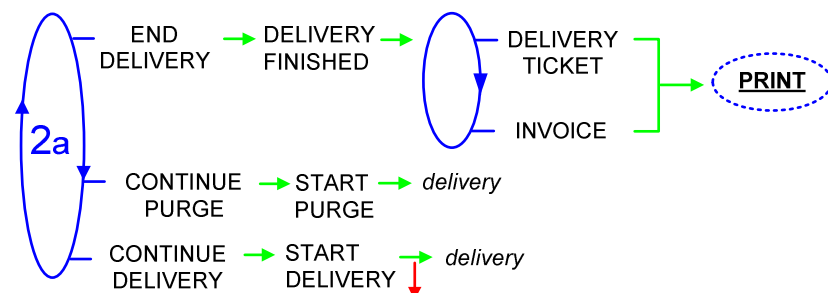 END
DELIVERY
DELIVERY
FINISHED
DELIVERY
TICKET
PRINT
INVOICE
2a
CONTINUE
PURGE
START
PURGE
delivery
CONTINUE
DELIVERY
START
DELIVERY
delivery